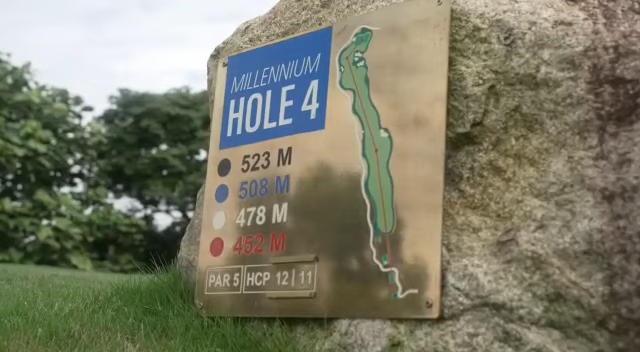 MILLENNIUM
HOLE 4
523 M
508 M
478 M
452 M
PAR 5 HCP 12 | 11